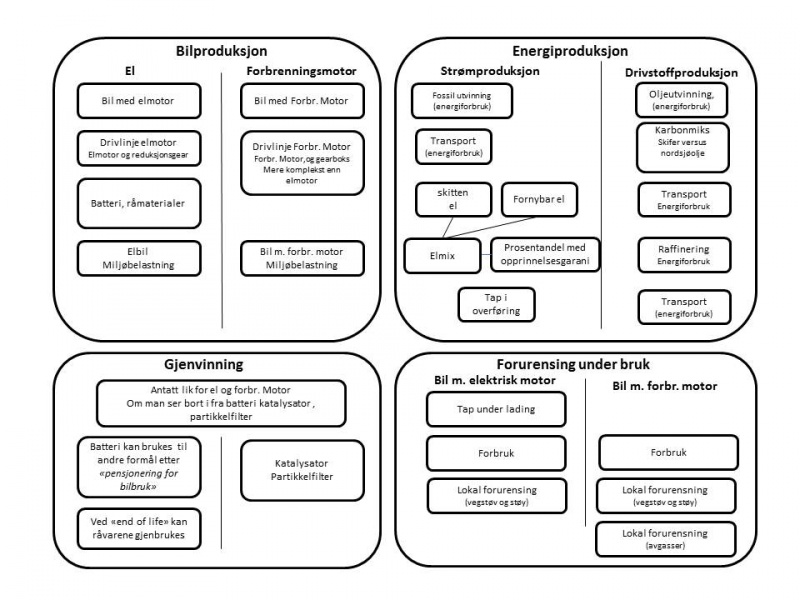 Bilproduksjon
El
Bil med elmotor
Drivlinje elmotor
Elmotor og reduksjonsgear
Batteri, råmaterialer
Elbil
Miljøbelastning
Forbrenningsmotor
Bil med Forbr. Motor
Drivlinje Forbr. Motor
Forbr. Motor,og gearboks
Mere komplekst enn
elmotor
Bil m. forbr. motor
Miljøbelastning
Energiproduksjon
Strømproduksjon
Fossil utvinning
(energiforbruk)
Transport
(energiforbruk)
skitten
el
Fornybar el
Elmix
Prosentandel med
opprinnelsesgarani
Tap i
overføring
Drivstoffproduksjon
Oljeutvinning,
(energiforbruk)
Karbonmiks
Skifer versus
nordsjøolje
Transport
Energiforbruk
Raffinering
Energiforbruk
Transport
(energiforbruk)
Gjenvinning
Antatt lik for el og forbr. Motor
Om man ser bort i fra batteri katalysator ,
partikkelfilter
Batteri kan brukes til
andre formål etter
«pensjonering for
bilbruk»
Ved «end of life» kan
råvarene gjenbrukes
Katalysator
Partikkelfilter
Forurensing under bruk
Bil m. elektrisk motor
Tap under lading
Forbruk
Lokal forurensing
(vegstøv og støy)
Bil m. forbr. motor
Forbruk
Lokal forurensning
(vegstøv og støy)
Lokal forurensning
(avgasser)